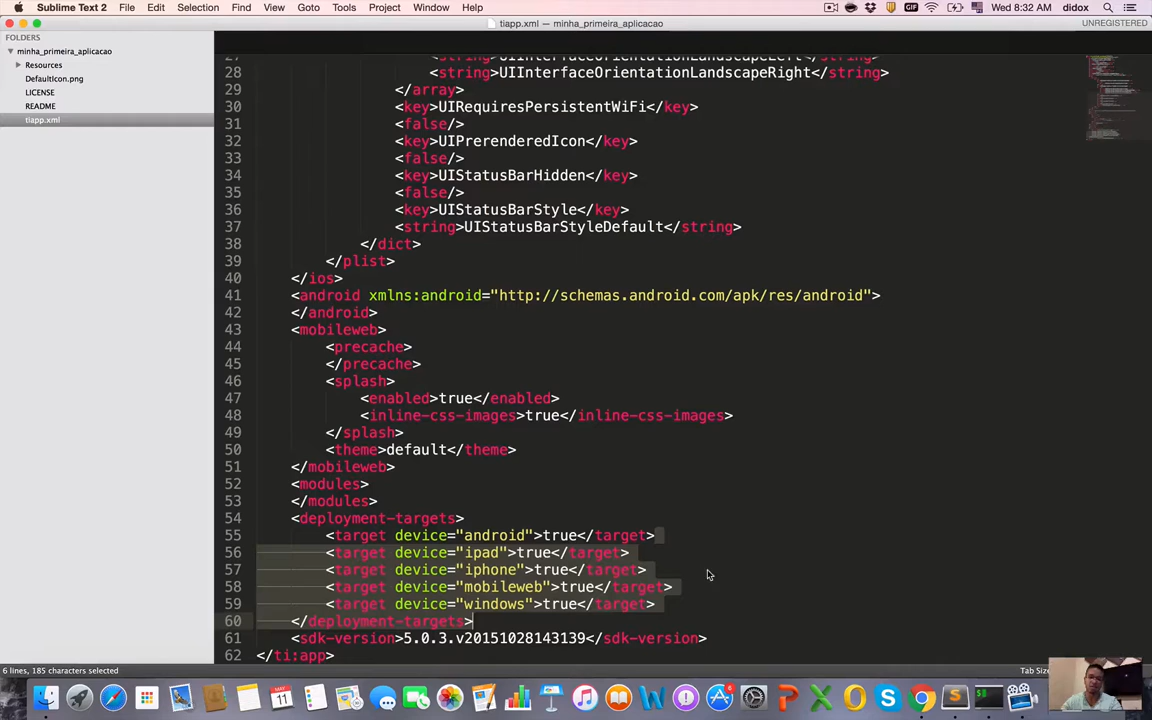 Sublime Text 2 File Edit Selection Find View Goto Tools Project Window Help GIF Wed 8:32 AM didox
tiapp.xml — minha_primeira_aplicacao UNREGISTERED
FOLDERS
minha_primeira_aplicacao
Resources
DefaultIcon.png
LICENSE
README
tiapp.xml
27 <string>UIInterfaceOrientationLandscapeLeft</string>
28 <string>UIInterfaceOrientationLandscapeRight</string>
29 </array>
30 <key>UIRequiresPersistentWiFi</key>
31 <false/>
32 <key>UIPrerenderedIcon</key>
33 <false/>
34 <key>UIStatusBarHidden</key>
35 <false/>
36 <key>UIStatusBarStyle</key>
37 <string>UIStatusBarStyleDefault</string>
38 </dict>
39 </plist>
40 </ios>
41 <android xmlns:android="http://schemas.android.com/apk/res/android">
42 </android>
43 <mobileweb>
44 <precache>
45 </precache>
46 <splash>
47 <enabled>true</enabled>
48 <inline-css-images>true</inline-css-images>
49 </splash>
50 <theme>default</theme>
51 </mobileweb>
52 <modules>
53 </modules>
54 <deployment-targets>
55 <target device="android">true</target>
56 <target device="ipad">true</target>
57 <target device="iphone">true</target>
58 <target device="mobileweb">true</target>
59 <target device="windows">true</target>
60 </deployment-targets>
61 <sdk-version>5.0.3.v20151028143139</sdk-version>
62 </ti:app>
6 lines, 185 characters selected
Tab Size